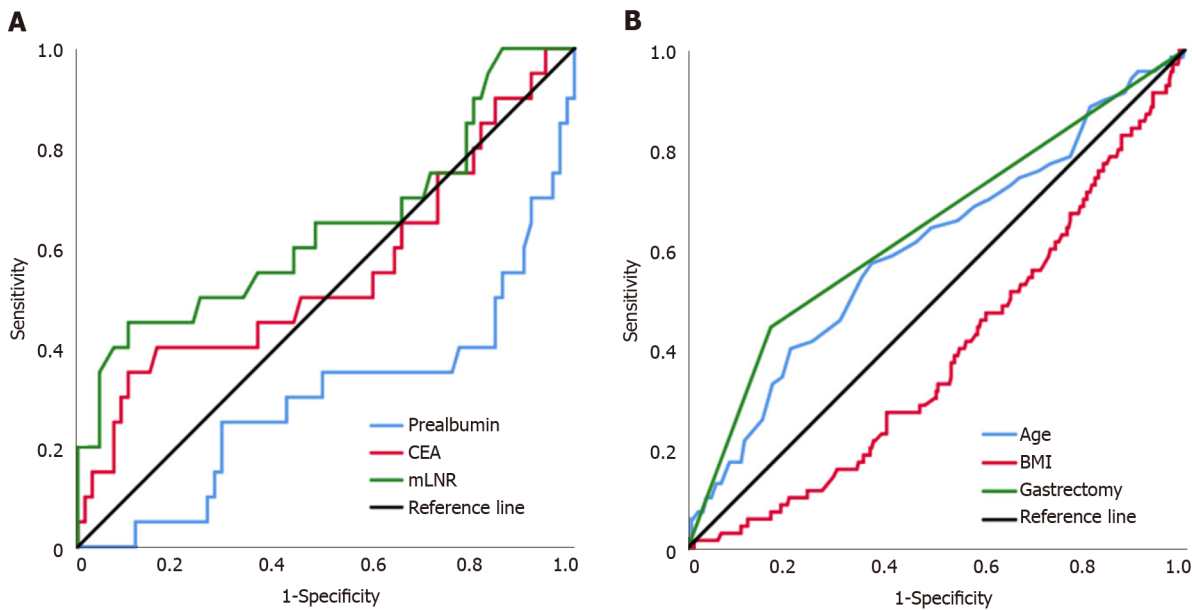 A
1.0
0.8
0.6
0.4
0.2
0
Sensitivity
Prealbumin
CEA
mLNR
Reference line
0 0.2 0.4 0.6 0.8 1.0
1-Specificity
B
1.0
0.8
0.6
0.4
0.2
0
Sensitivity
Age
BMI
Gastrectomy
Reference line
0 0.2 0.4 0.6 0.8 1.0
1-Specificity